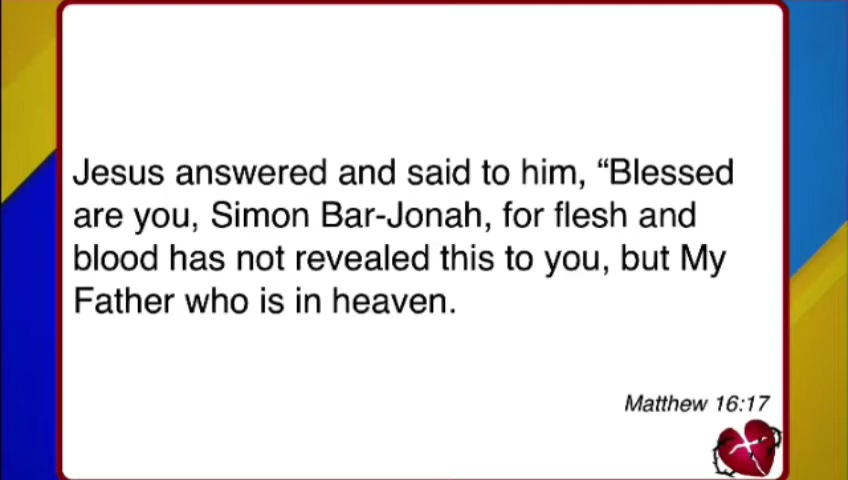 Jesus answered and said to him, “Blessed
are you, Simon Bar-Jonah, for flesh and
blood has not revealed this to you, but My
Father who is in heaven.
Matthew 16:17